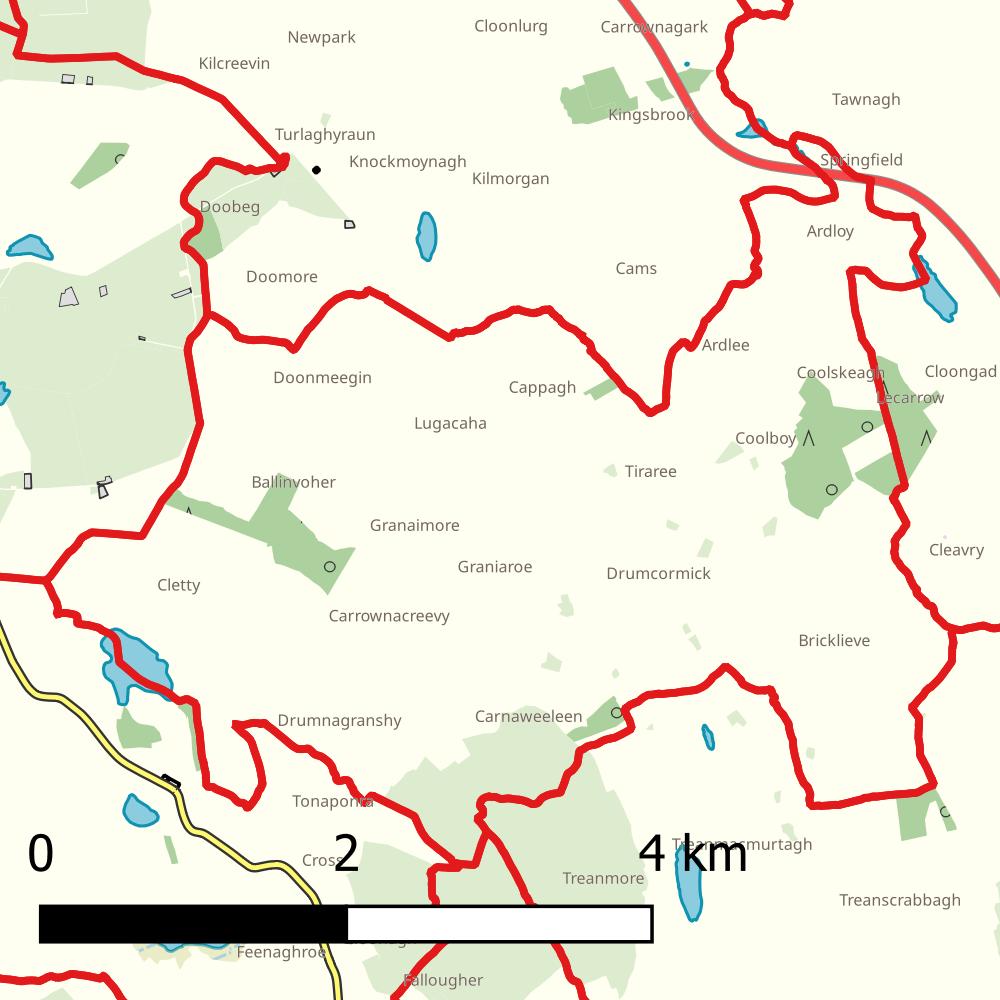 Newpark
Cloonlurg
Carrownagark
Kilcreevin
Tawnagh
Kingsbrook
Turlaghyraun
Knockmoynagh
Springfield
Kilmorgan
Doobeg
Ardloy
Doomore
Cams
Ardlee
Doonmeegin
Cappagh
Coolskeagh
Cloongad
Lecarrow
Lugacaha
Coolboy
Tiraree
Ballinvoher
Granaimore
Cleavry
Graniaroe
Drumcormick
Cletty
Carrownacreevy
Bricklieve
Drumnagranshy
Carnaweeleen
Tonaponra
Treanmacmurtagh
0 2 4 km
Cross
Treanmore
Treanscrabbagh
Feenaghroe
Fallougher